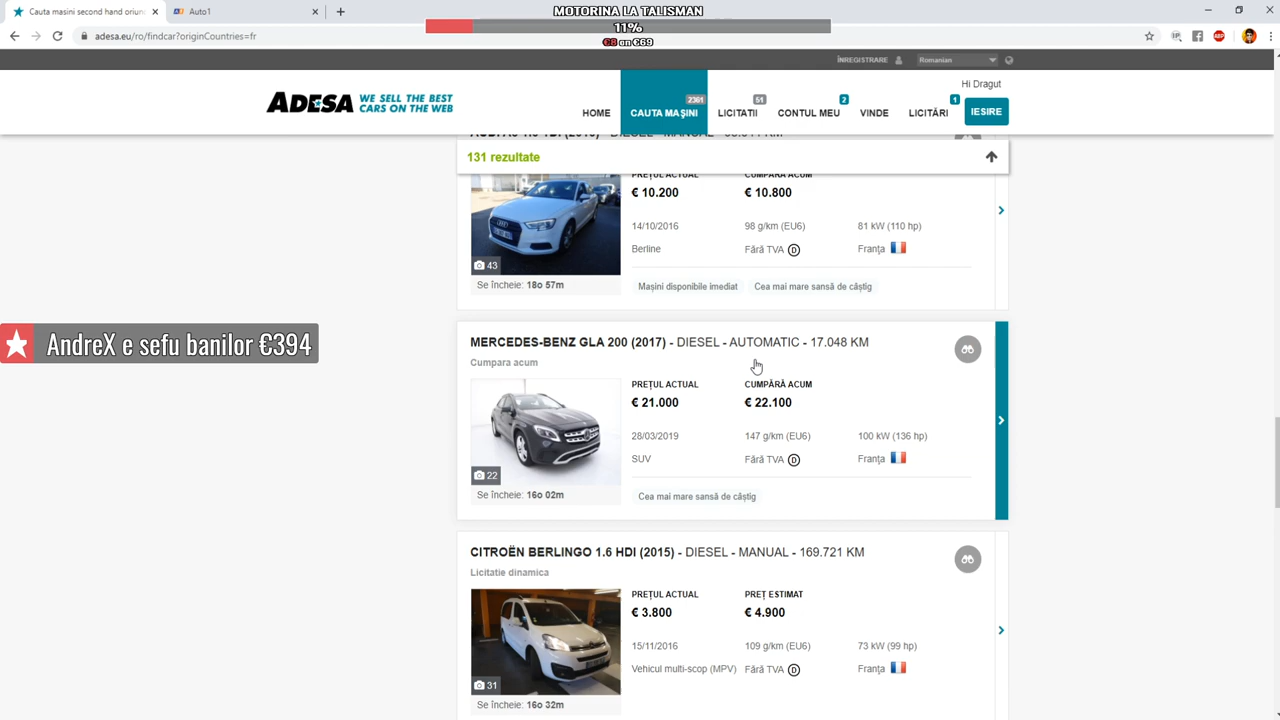 Cauta masini second hand oriunc
Auto1
MOTORINA LA TALISMAN
11%
€8 an €69
adesa.eu/ro/findcar?originCountries=fr
ABP
ÎNREGISTRARE
Romanian
ADESA WE SELL THE BEST
CARS ON THE WEB
Hi Dragut
HOME
CAUTA MAȘINI 2361
LICITATII 51
CONTUL MEU 2
VINDE
LICITĂRI 1
IESIRE
131 rezultate
PREȚUL ACTUAL CUMPĂRĂ ACUM
€ 10.200 € 10.800
14/10/2016 98 g/km (EU6) 81 kW (110 hp)
Berline Fără TVA D Franța
43
Se încheie: 18o 57m
Mașini disponibile imediat Cea mai mare sansă de câștig
AndreX e sefu banilor €394
MERCEDES-BENZ GLA 200 (2017) - DIESEL - AUTOMATIC - 17.048 KM
Cumpara acum
PREȚUL ACTUAL CUMPĂRĂ ACUM
€ 21.000 € 22.100
28/03/2019 147 g/km (EU6) 100 kW (136 hp)
SUV Fără TVA D Franța
22
Se încheie: 16o 02m
Cea mai mare sansă de câștig
CITROËN BERLINGO 1.6 HDI (2015) - DIESEL - MANUAL - 169.721 KM
Licitatie dinamica
PREȚUL ACTUAL PREȚ ESTIMAT
€ 3.800 € 4.900
15/11/2016 109 g/km (EU6) 73 kW (99 hp)
Vehicul multi-scop (MPV) Fără TVA D Franța
31
Se încheie: 16o 32m